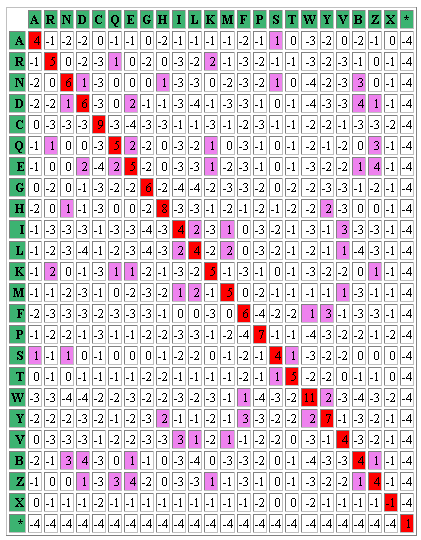 A R N D C Q E G H I L K M F P S T W Y V B Z X *
A 4 -1 -2 -2 0 -1 -1 0 -2 -1 -1 -1 -1 -2 -1 1 0 -3 -2 0 -2 -1 0 -4
R -1 5 0 -2 -3 1 0 -2 0 -3 -2 2 -1 -3 -2 -1 -1 -3 -2 -3 -1 0 -1 -4
N -2 0 6 1 -3 0 0 0 1 -3 -3 0 -2 -3 -2 1 0 -4 -2 -3 3 0 -1 -4
D -2 -2 1 6 -3 0 2 -1 -1 -3 -4 -1 -3 -3 -1 0 -1 -4 -3 -3 4 1 -1 -4
C 0 -3 -3 -3 9 -3 -4 -3 -3 -1 -1 -3 -1 -2 -3 -1 -1 -2 -2 -1 -3 -3 -2 -4
Q -1 1 0 0 -3 5 2 -2 0 -3 -2 1 0 -3 -1 0 -1 -2 -1 -2 0 3 -1 -4
E -1 0 0 2 -4 2 5 -2 0 -3 -3 1 -2 -3 -1 0 -1 -3 -2 -2 1 4 -1 -4
G 0 -2 0 -1 -3 -2 -2 6 -2 -4 -4 -2 -3 -3 -2 0 -2 -2 -3 -3 -1 -2 -1 -4
H -2 0 1 -1 -3 0 0 -2 8 -3 -3 -1 -2 -1 -2 -1 -2 -2 2 -3 0 0 -1 -4
I -1 -3 -3 -3 -1 -3 -3 -4 -3 4 2 -3 1 0 -3 -2 -1 -3 -1 3 -3 -3 -1 -4
L -1 -2 -3 -4 -1 -2 -3 -4 -3 2 4 -2 2 0 -3 -2 -1 -2 -1 1 -4 -3 -1 -4
K -1 2 0 -1 -3 1 1 -2 -1 -3 -2 5 -1 -3 -1 0 -1 -3 -2 -2 0 1 -1 -4
M -1 -1 -2 -3 -1 0 -2 -3 -2 1 2 -1 5 0 -2 -1 -1 -1 -1 1 -3 -1 -1 -4
F -2 -3 -3 -3 -2 -3 -3 -3 -1 0 0 -3 0 6 -4 -2 -2 1 3 -1 -3 -3 -1 -4
P -1 -2 -2 -1 -3 -1 -1 -2 -2 -3 -3 -1 -2 -4 7 -1 -1 -4 -3 -2 -2 -1 -2 -4
S 1 -1 1 0 -1 0 0 0 -1 -2 -2 0 -1 -2 -1 4 1 -3 -2 -2 0 0 0 -4
T 0 -1 0 -1 -1 -1 -1 -2 -2 -1 -1 -1 -1 -2 -1 1 5 -2 -2 0 -1 -1 0 -4
W -3 -3 -4 -4 -2 -2 -3 -2 -2 -3 -2 -3 -1 1 -4 -3 -2 11 2 -3 -4 -3 -2 -4
Y -2 -2 -2 -3 -2 -1 -2 -3 2 -1 -1 -2 -1 3 -3 -2 -2 2 7 -1 -3 -2 -1 -4
V 0 -3 -3 -3 -1 -2 -2 -3 -3 3 1 -2 1 -1 -2 -2 0 -3 -1 4 -3 -2 -1 -4
B -2 -1 3 4 -3 0 1 -1 0 -3 -4 0 -3 -3 -2 0 -1 -4 -3 -3 4 1 -1 -4
Z -1 0 0 1 -3 3 4 -2 0 -3 -3 1 -1 -3 -1 0 -1 -3 -2 -2 1 4 -1 -4
X 0 -1 -1 -1 -2 -1 -1 -1 -1 -1 -1 -1 -1 -1 -2 0 0 -2 -1 -1 -1 -1 -1 -4
* -4 -4 -4 -4 -4 -4 -4 -4 -4 -4 -4 -4 -4 -4 -4 -4 -4 -4 -4 -4 -4 -4 -4 1